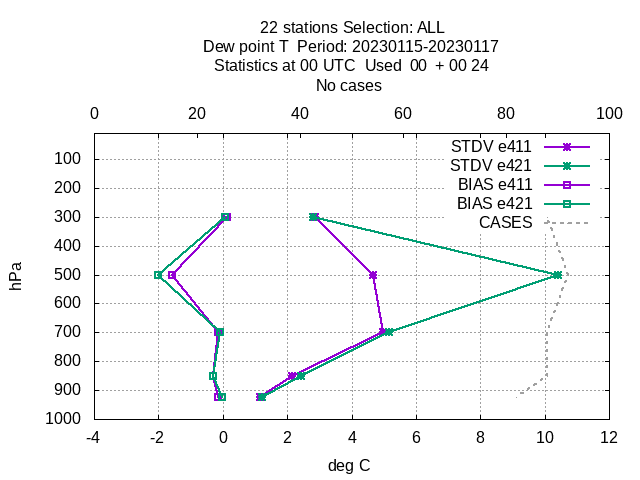 22 stations Selection: ALL
Dew point T  Period: 20230115-20230117
Statistics at 00 UTC  Used  00  + 00 24
No cases
0 20 40 60 80 100
STDV e411
STDV e421
BIAS e411
BIAS e421
CASES
100
200
300
400
500
600
700
800
900
1000
hPa
-4 -2 0 2 4 6 8 10 12
deg C